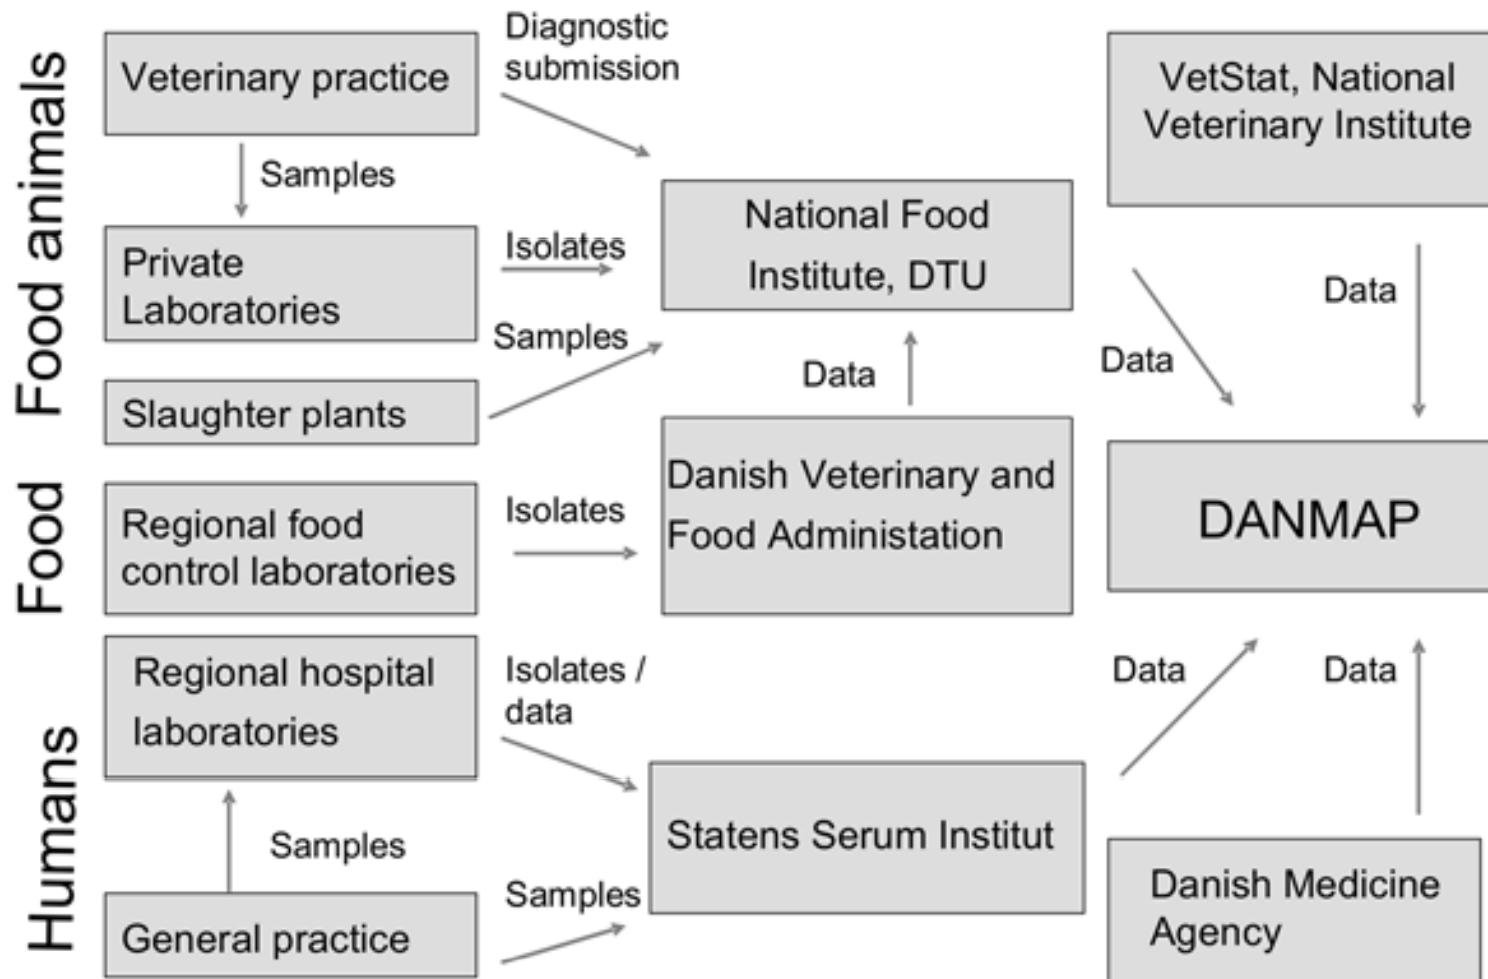 Food animals
Food
Humans
Veterinary practice
Samples
Private
Laboratories
Slaughter plants
Regional food
control laboratories
Regional hospital
laboratories
Samples
General practice
Diagnostic
submission
Isolates
Samples
Isolates
Isolates /
data
Samples
National Food
Institute, DTU
Data
Danish Veterinary and
Food Administation
Statens Serum Institut
VetStat, National
Veterinary Institute
Data
Data
DANMAP
Data
Data
Danish Medicine
Agency